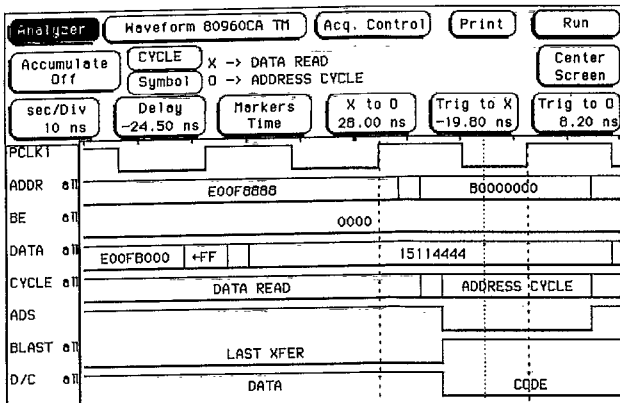 Analyzer Waveform 80960CA TM Acq. Control Print Run
Accumulate Off CYCLE X -> DATA READ Center Screen
Symbol O -> ADDRESS CYCLE
sec/Div 10 ns Delay -24.50 ns Markers Time X to O 28.00 ns Trig to X -19.80 ns Trig to O 8.20 ns
PCLK1
ADDR all E00F8888 B0000000
BE all 0000
DATA all E00FB000 ←FF 15114444
CYCLE all DATA READ ADDRESS CYCLE
ADS
BLAST all LAST XFER
D/C all DATA CODE